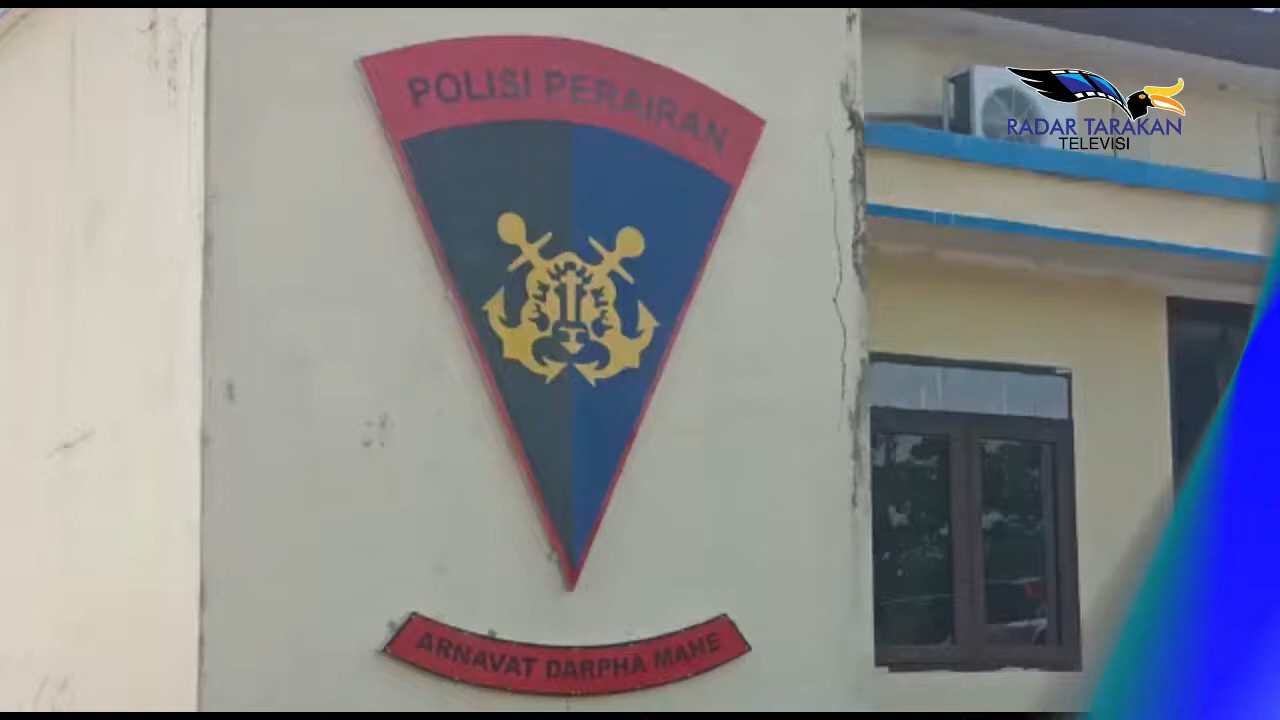 POLISI PERAIRAN
RADAR TARAKAN
TELEVISI
ARNAVAT DARPHA MAHE